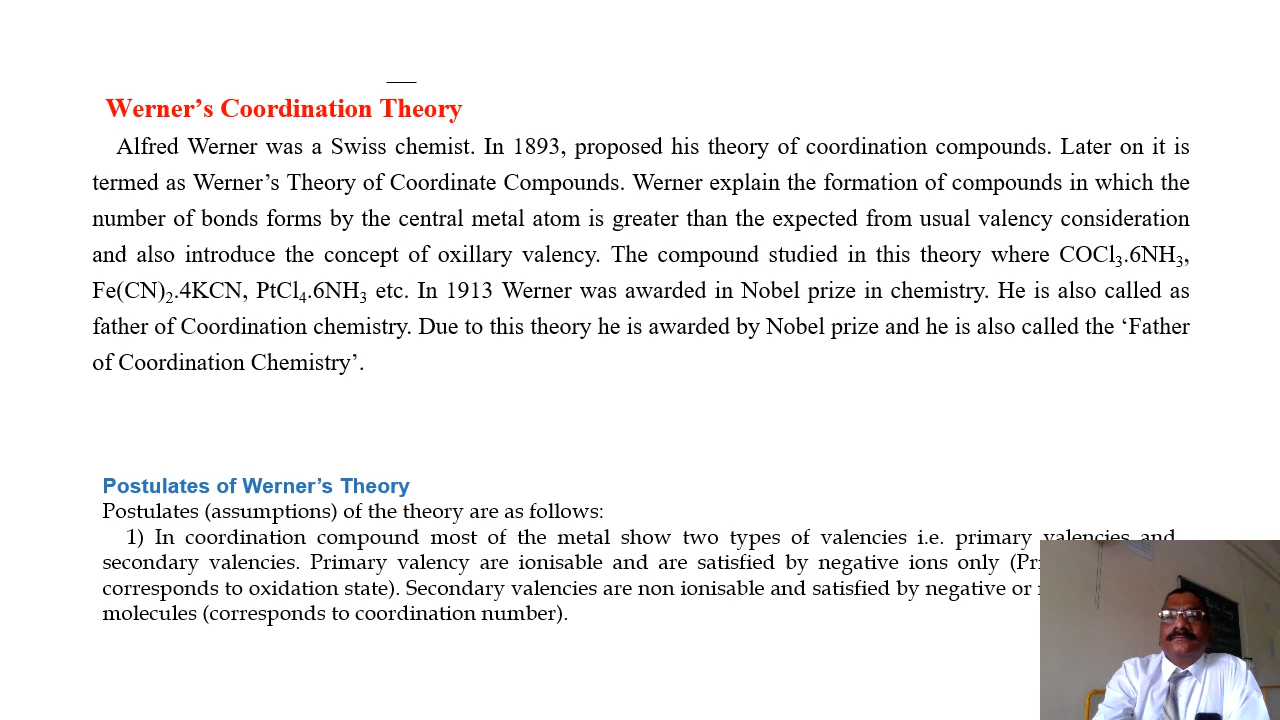 Werner’s Coordination Theory
Alfred Werner was a Swiss chemist. In 1893, proposed his theory of coordination compounds. Later on it is
termed as Werner’s Theory of Coordinate Compounds. Werner explain the formation of compounds in which the
number of bonds forms by the central metal atom is greater than the expected from usual valency consideration
and also introduce the concept of oxillary valency. The compound studied in this theory where COCl₃.6NH₃,
Fe(CN)₂.4KCN, PtCl₄.6NH₃ etc. In 1913 Werner was awarded in Nobel prize in chemistry. He is also called as
father of Coordination chemistry. Due to this theory he is awarded by Nobel prize and he is also called the ‘Father
of Coordination Chemistry’.
Postulates of Werner’s Theory
Postulates (assumptions) of the theory are as follows:
1) In coordination compound most of the metal show two types of valencies i.e. primary valencies and
secondary valencies. Primary valency are ionisable and are satisfied by negative ions only
corresponds to oxidation state). Secondary valencies are non ionisable and satisfied by negative or
molecules (corresponds to coordination number).